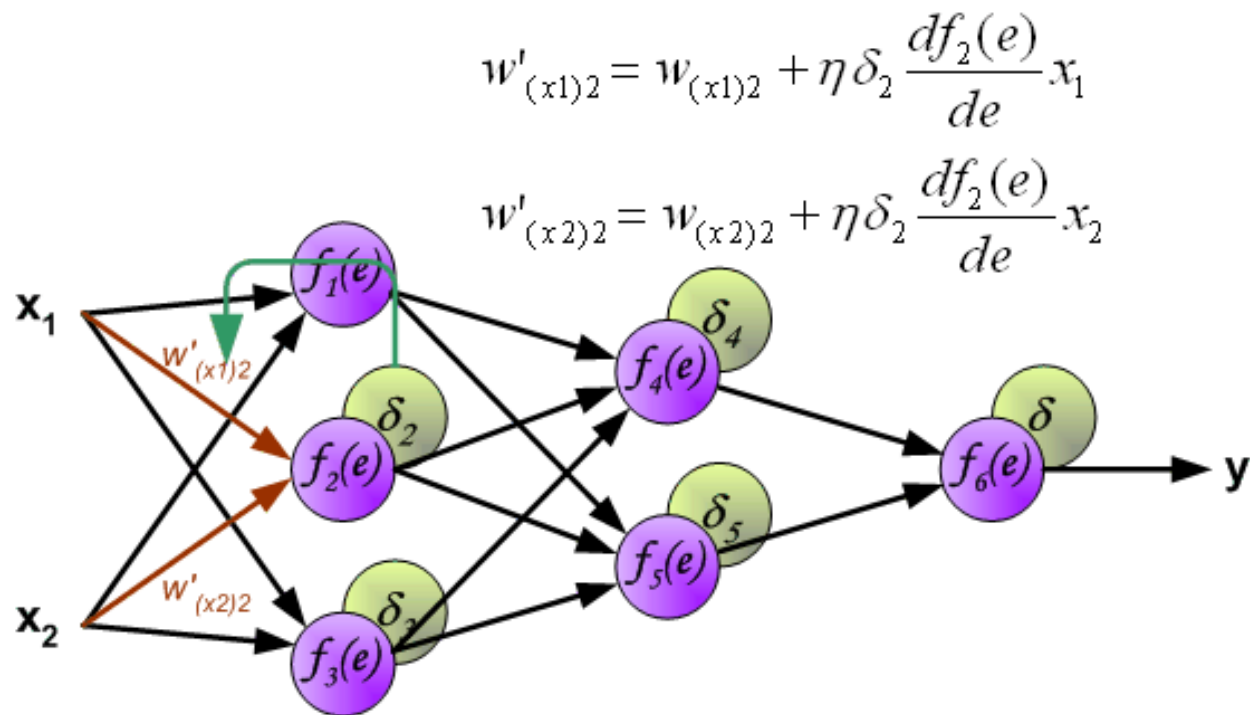 w'(x1)2 = w(x1)2 + η δ2 df2(e)/de x1
w'(x2)2 = w(x2)2 + η δ2 df2(e)/de x2
f1(e)
x1
δ4
w'(x1)2
f4(e)
δ2
δ
f2(e)
f6(e)
y
δ5
f5(e)
w'(x2)2
x2
δ3
f3(e)